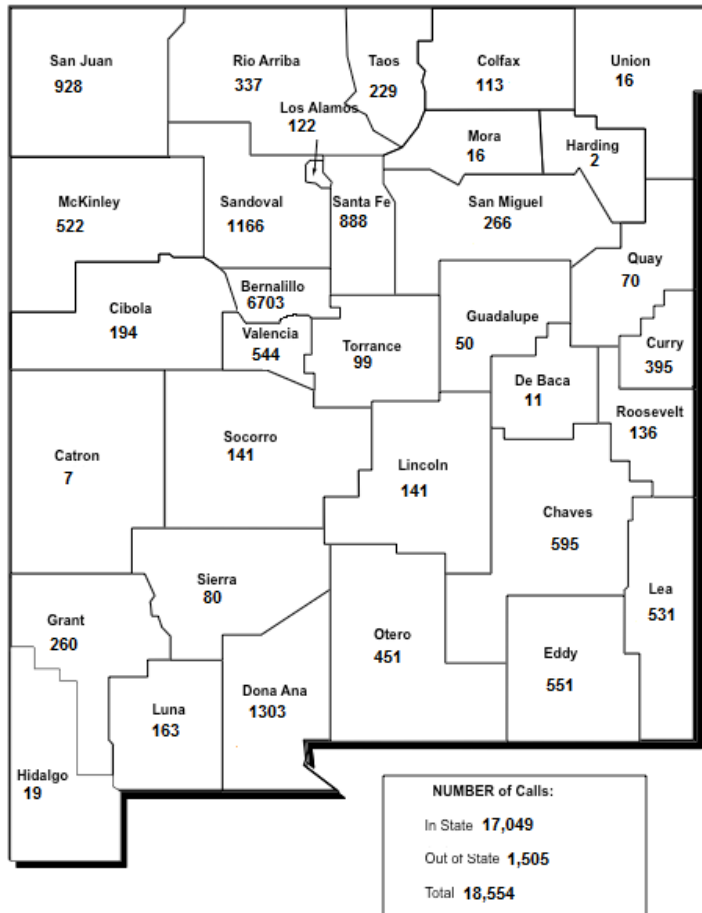 San Juan
928
Rio Arriba
337
Taos
229
Colfax
113
Union
16
Los Alamos
122
Mora
16
Harding
2
McKinley
522
Sandoval
1166
Santa Fe
888
San Miguel
266
Quay
70
Bernalillo
6703
Cibola
194
Valencia
544
Torrance
99
Guadalupe
50
Curry
395
De Baca
11
Roosevelt
136
Catron
7
Socorro
141
Lincoln
141
Chaves
595
Sierra
80
Lea
531
Grant
260
Otero
451
Eddy
551
Luna
163
Dona Ana
1303
Hidalgo
19
NUMBER of Calls:
In State 17,049
Out of State 1,505
Total 18,554